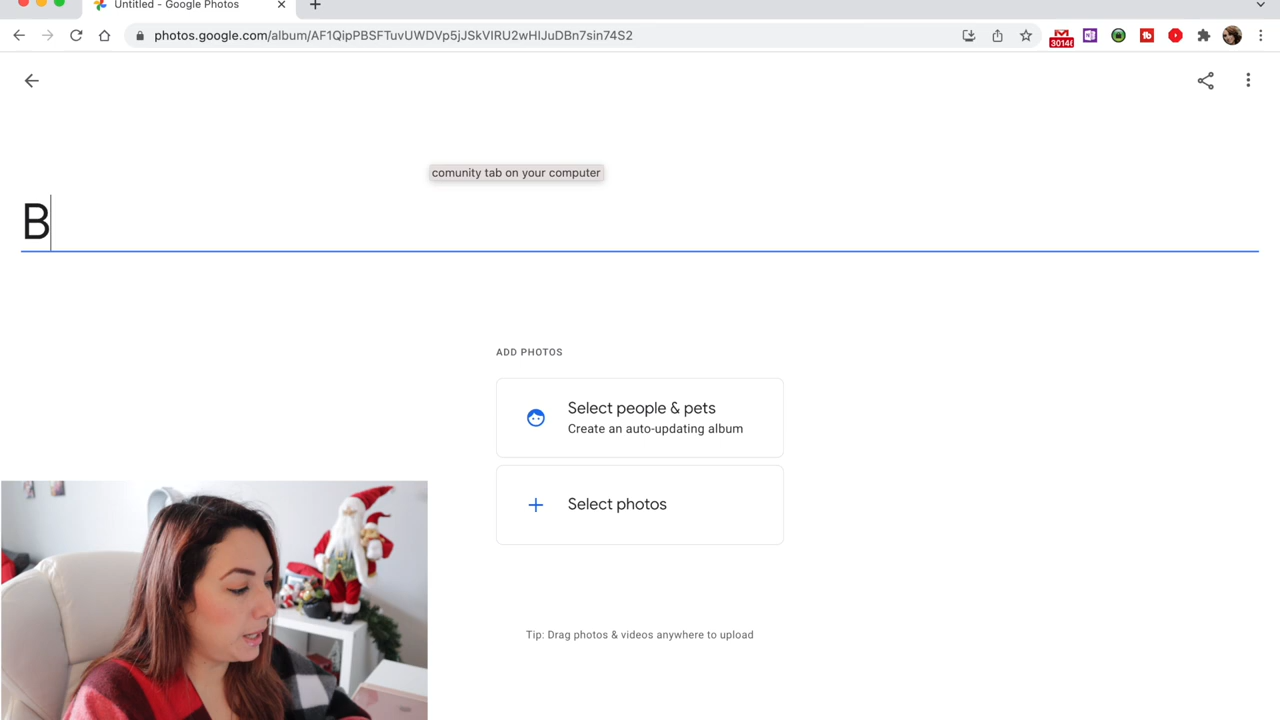 Untitled - Google Photos
photos.google.com/album/AF1QipPBSFTuvUWDVp5jJSkVIRU2wHIJuDBn7sin74S2
3014
comunity tab on your computer
B
ADD PHOTOS
Select people & pets
Create an auto-updating album
Select photos
Tip: Drag photos & videos anywhere to upload